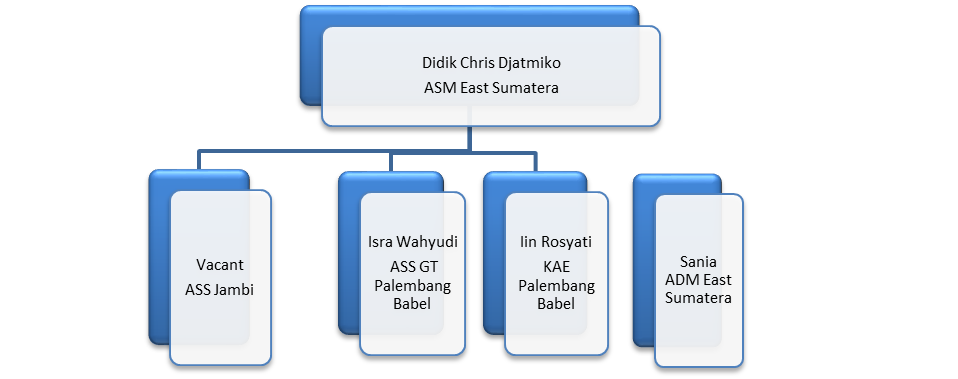 Didik Chris Djatmiko
ASM East Sumatera
Vacant
ASS Jambi
Isra Wahyudi
ASS GT
Palembang
Babel
Iin Rosyati
KAE
Palembang
Babel
Sania
ADM East
Sumatera